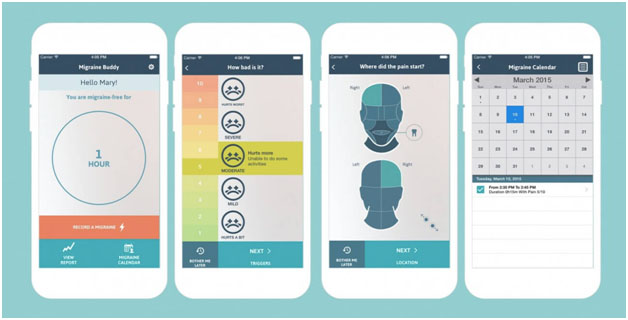 Carrier
4:06 PM
Migraine Buddy
Hello Mary!
You are migraine-free for
1
HOUR
RECORD A MIGRAINE
VIEW
REPORT
MIGRAINE
CALENDAR
Carrier
4:05 PM
How bad is it?
10
9
8
7
6
5
4
3
2
1
HURTS WORST
SEVERE
Hurts more
Unable to do some
activities
MODERATE
MILD
HURTS A BIT
BOTHER ME
LATER
NEXT
TRIGGERS
Carrier
4:05 PM
Where did the pain start?
Right
Left
Left
Right
BOTHER ME
LATER
NEXT
LOCATION
Carrier
4:06 PM
Migraine Calendar
March 2015
Sun Mon Tue Wed Thu Fri Sat
1 2 3 4 5 6 7
8 9 10 11 12 13 14
15 16 17 18 19 20 21
22 23 24 25 26 27 28
29 30 31 1 2 3 4
Tuesday, March 10, 2015
From 2:35 PM To 2:45 PM
Duration 0h15m With Pain 5/10